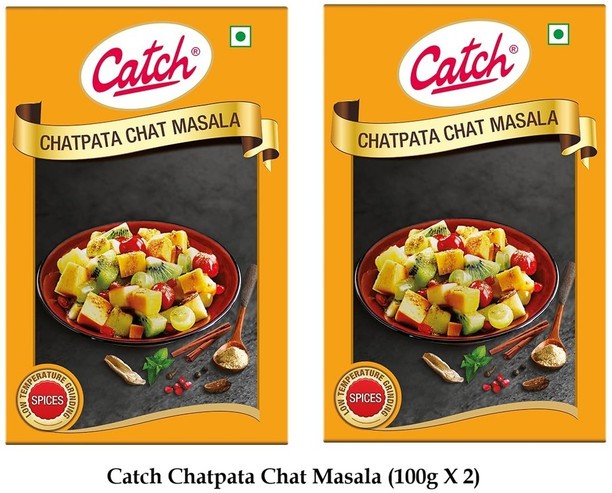 Catch®
CHATPATA CHAT MASALA
LOW TEMPERATURE GRINDING
SPICES
Catch®
CHATPATA CHAT MASALA
LOW TEMPERATURE GRINDING
SPICES
Catch Chatpata Chat Masala (100g X 2)